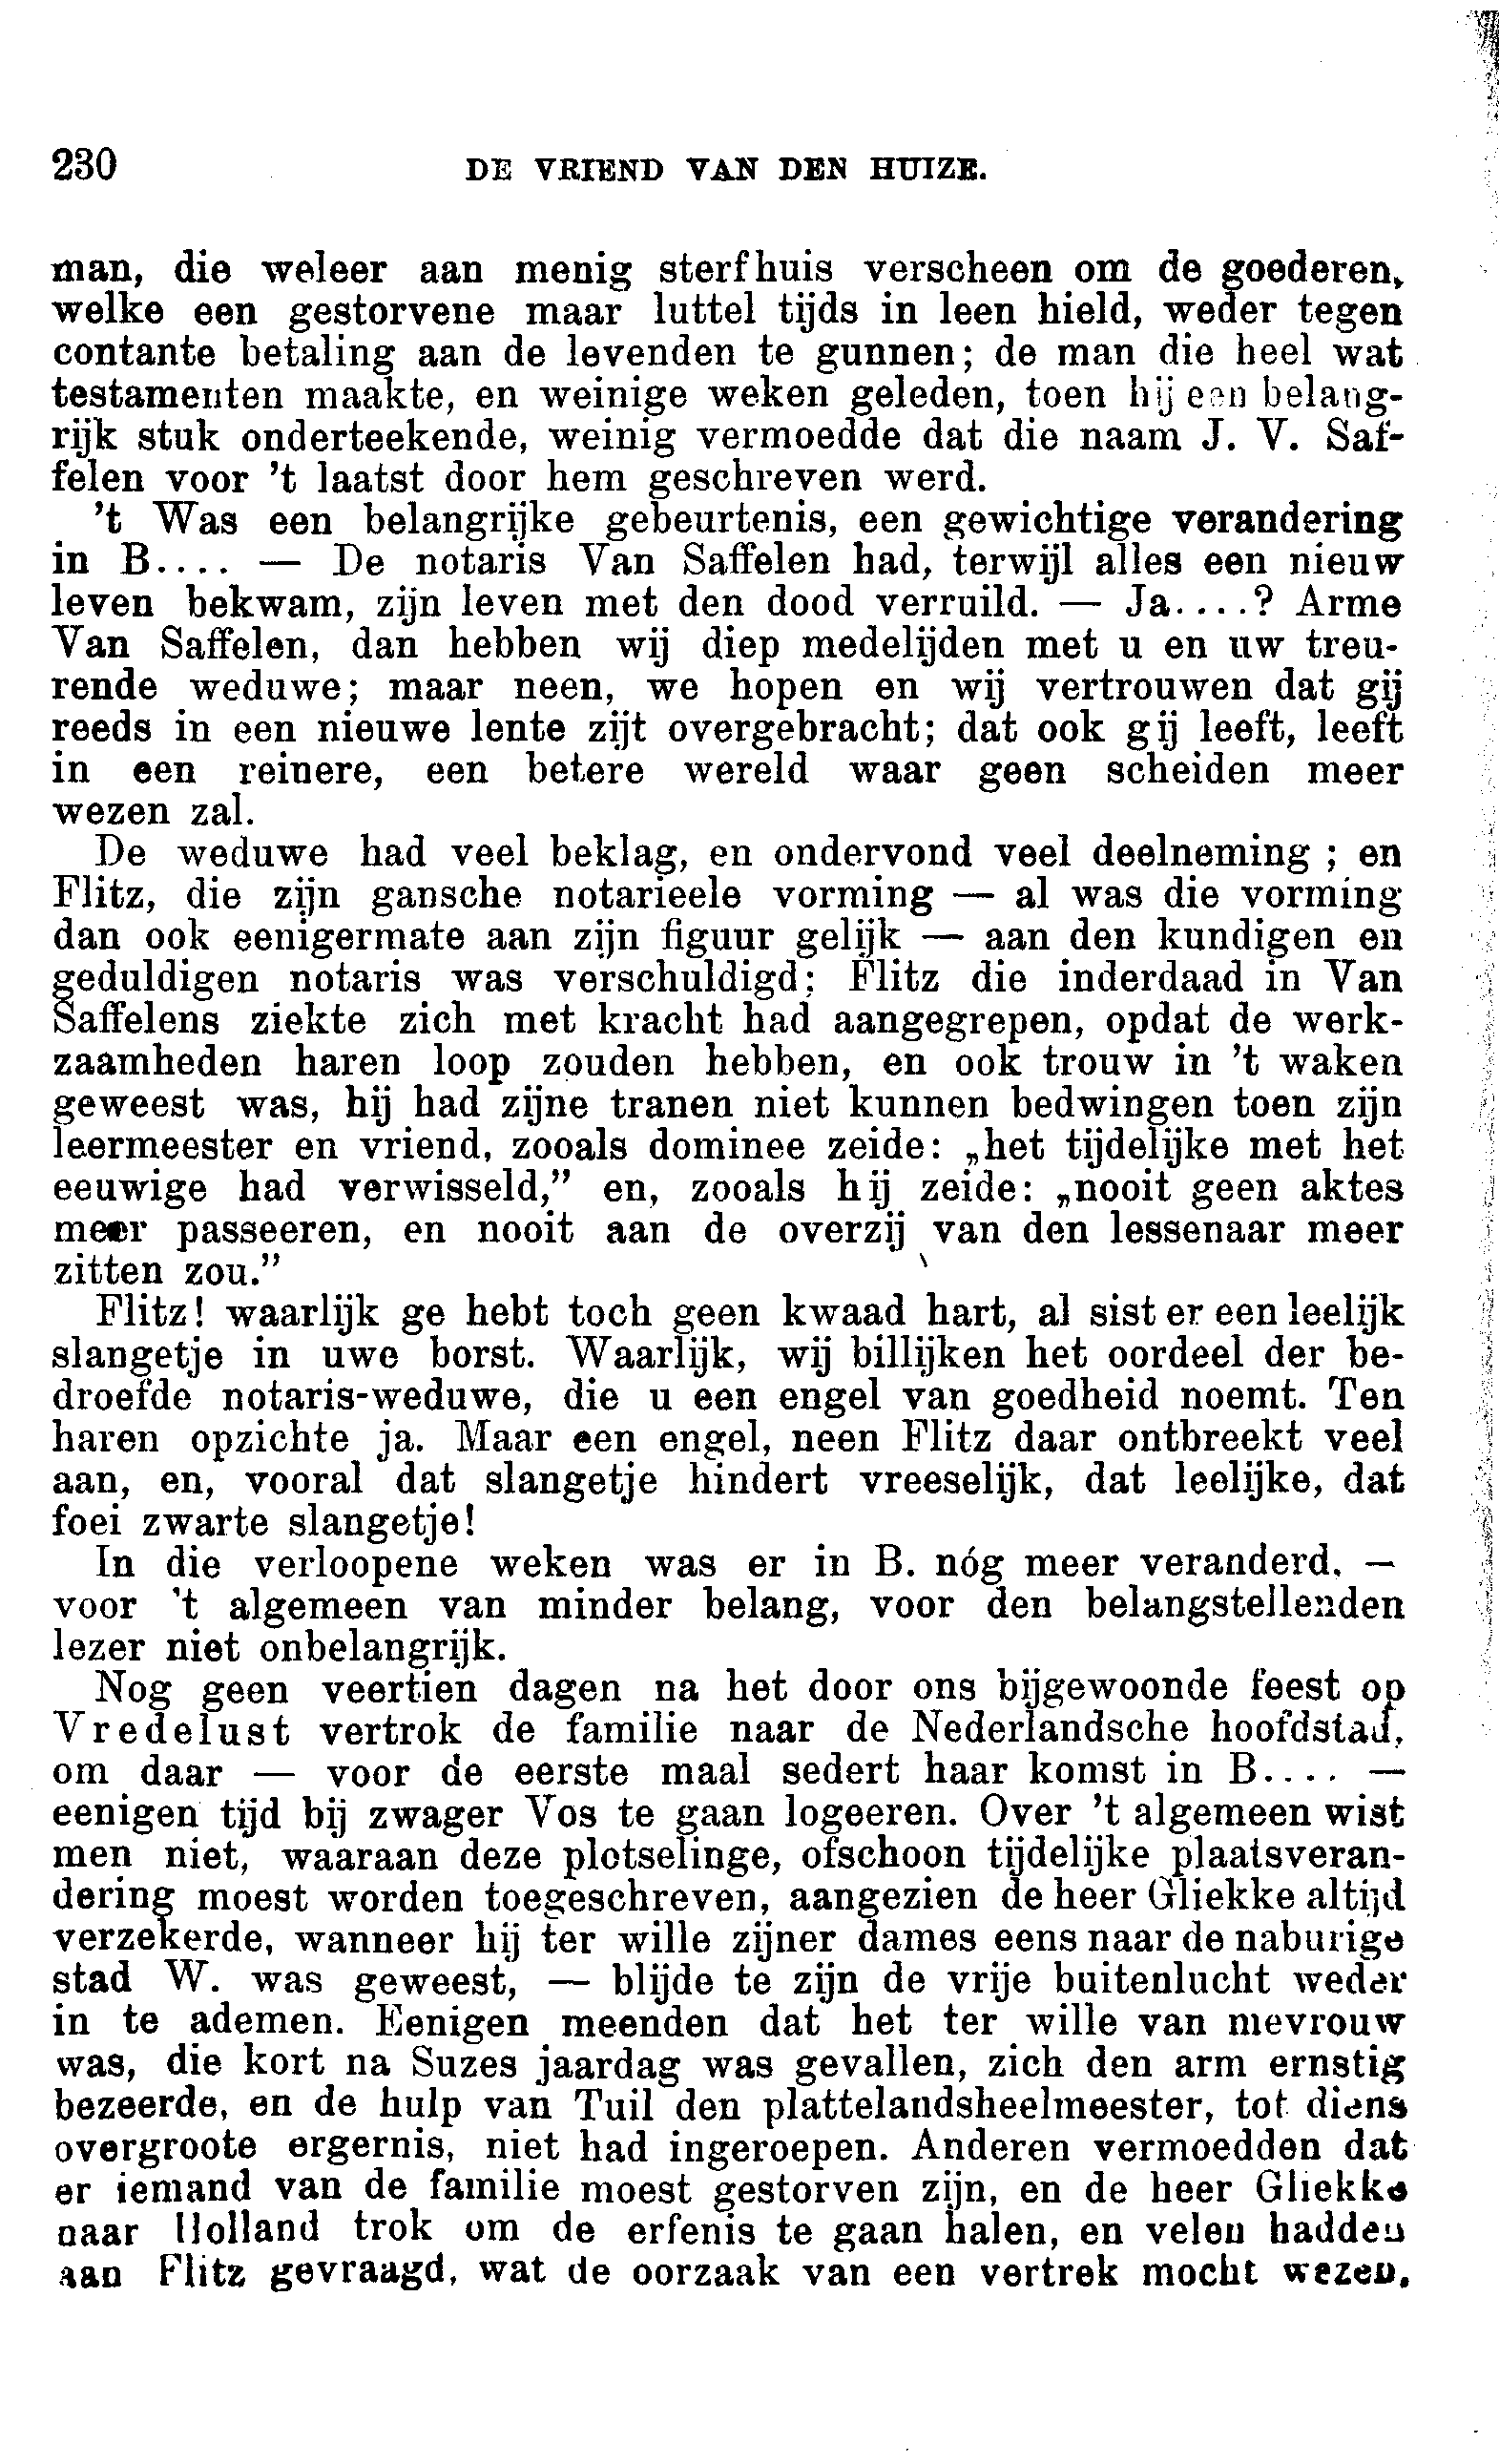 230 DE VRIEND VAN DEN HUIZE.
man, die weleer aan menig sterfhuis verscheen om de goederen,
welke een gestorvene maar luttel tijds in leen hield, weder tegen
contante betaling aan de levenden te gunnen; de man die heel wat
testamenten maakte, en weinige weken geleden, toen hij een belang-
rijk stuk onderteekende, weinig vermoedde dat die naam J. V. Saf-
felen voor 't laatst door hem geschreven werd.
't Was een belangrijke gebeurtenis, een gewichtige verandering
in B.... — De notaris Van Saffelen had, terwijl alles een nieuw
leven bekwam, zijn leven met den dood verruild. — Ja....? Arme
Van Saffelen, dan hebben wij diep medelijden met u en uw treu-
rende weduwe; maar neen, we hopen en wij vertrouwen dat gij
reeds in een nieuwe lente zijt overgebracht; dat ook gij leeft, leeft
in een reinere, een betere wereld waar geen scheiden meer
wezen zal.
De weduwe had veel beklag, en ondervond veel deelneming ; en
Flitz, die zijn gansche notarieele vorming — al was die vorming
dan ook eenigermate aan zijn figuur gelijk — aan den kundigen en
geduldigen notaris was verschuldigd; Flitz die inderdaad in Van
Saffelens ziekte zich met kracht had aangegrepen, opdat de werk-
zaamheden haren loop zouden hebben, en ook trouw in 't waken
geweest was, hij had zijne tranen niet kunnen bedwingen toen zijn
leermeester en vriend, zooals dominee zeide: „het tijdelijke met het
eeuwige had verwisseld,” en, zooals hij zeide: „nooit geen aktes
meer passeeren, en nooit aan de overzij van den lessenaar meer
zitten zou.”
Flitz! waarlijk ge hebt toch geen kwaad hart, al sist er een leelijk
slangetje in uwe borst. Waarlijk, wij billijken het oordeel der be-
droefde notaris-weduwe, die u een engel van goedheid noemt. Ten
haren opzichte ja. Maar een engel, neen Flitz daar ontbreekt veel
aan, en, vooral dat slangetje hindert vreeselijk, dat leelijke, dat
foei zwarte slangetje!
In die verloopene weken was er in B. nóg meer veranderd, —
voor 't algemeen van minder belang, voor den belangstellenden
lezer niet onbelangrijk.
Nog geen veertien dagen na het door ons bijgewoonde feest op
Vredelust vertrok de familie naar de Nederlandsche hoofdstad,
om daar — voor de eerste maal sedert haar komst in B.... —
eenigen tijd bij zwager Vos te gaan logeeren. Over 't algemeen wist
men niet, waaraan deze plotselinge, ofschoon tijdelijke plaatsveran-
dering moest worden toegeschreven, aangezien de heer Gliekke altijd
verzekerde, wanneer hij ter wille zijner dames eens naar de naburige
stad W. was geweest, — blijde te zijn de vrije buitenlucht weder
in te ademen. Eenigen meenden dat het ter wille van mevrouw
was, die kort na Suzes jaardag was gevallen, zich den arm ernstig
bezeerde, en de hulp van Tuil den plattelandsheelmeester, tot diens
overgroote ergernis, niet had ingeroepen. Anderen vermoedden dat
er iemand van de familie moest gestorven zijn, en de heer Gliekke
naar Holland trok om de erfenis te gaan halen, en velen hadden
aan Flitz gevraagd, wat de oorzaak van een vertrek mocht wezen.